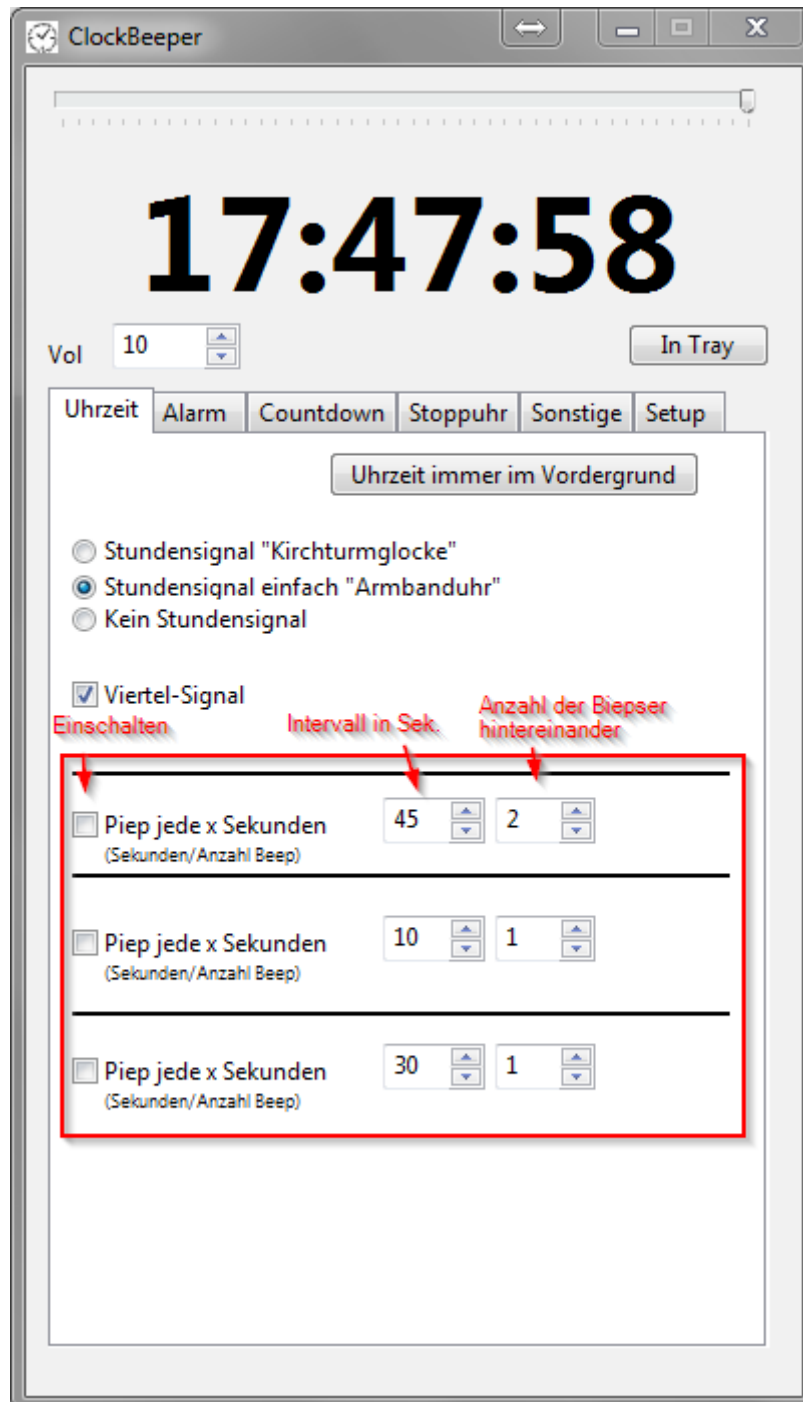 ClockBeeper
17:47:58
Vol 10 In Tray
Uhrzeit Alarm Countdown Stoppuhr Sonstige Setup
Uhrzeit immer im Vordergrund
Stundensignal "Kirchturmglocke"
Stundensignal einfach "Armbanduhr"
Kein Stundensignal
Viertel-Signal
Einschalten Intervall in Sek. Anzahl der Biepser
hintereinander
Piep jede x Sekunden 45 2
(Sekunden/Anzahl Beep)
Piep jede x Sekunden 10 1
(Sekunden/Anzahl Beep)
Piep jede x Sekunden 30 1
(Sekunden/Anzahl Beep)